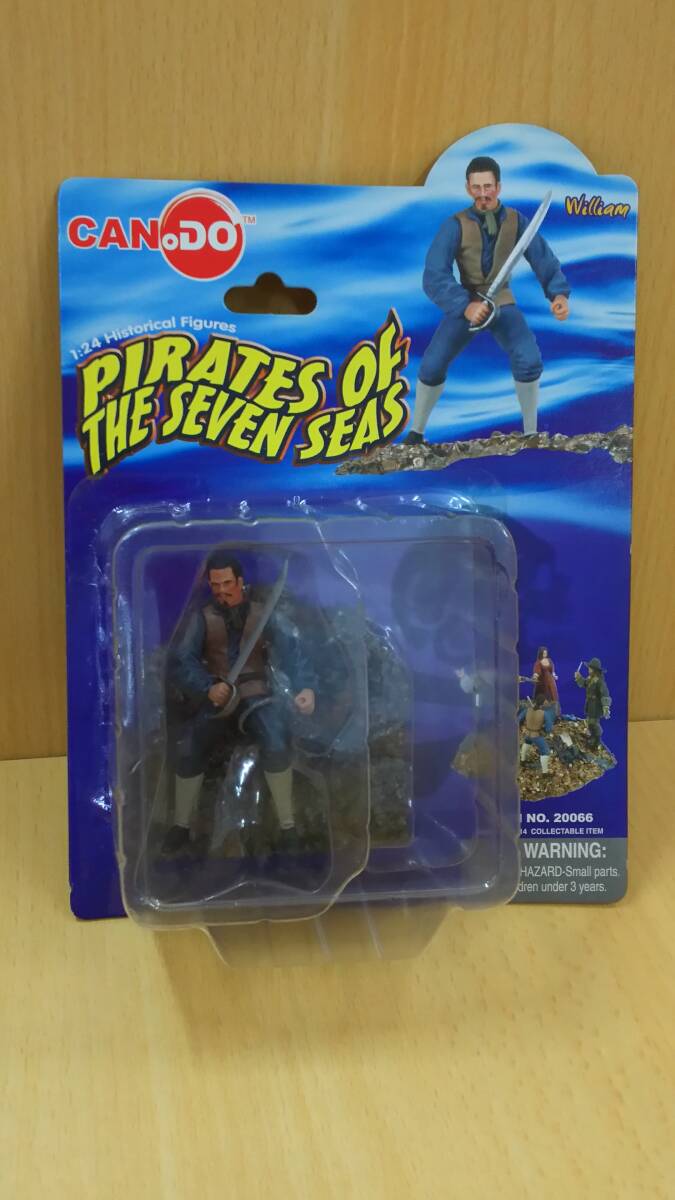 CAN.DO TM
William
1:24 Historical Figures
PIRATES OF
THE SEVEN SEAS
NO. 20066
COLLECTABLE ITEM
WARNING:
HAZARD-Small parts.
under 3 years.